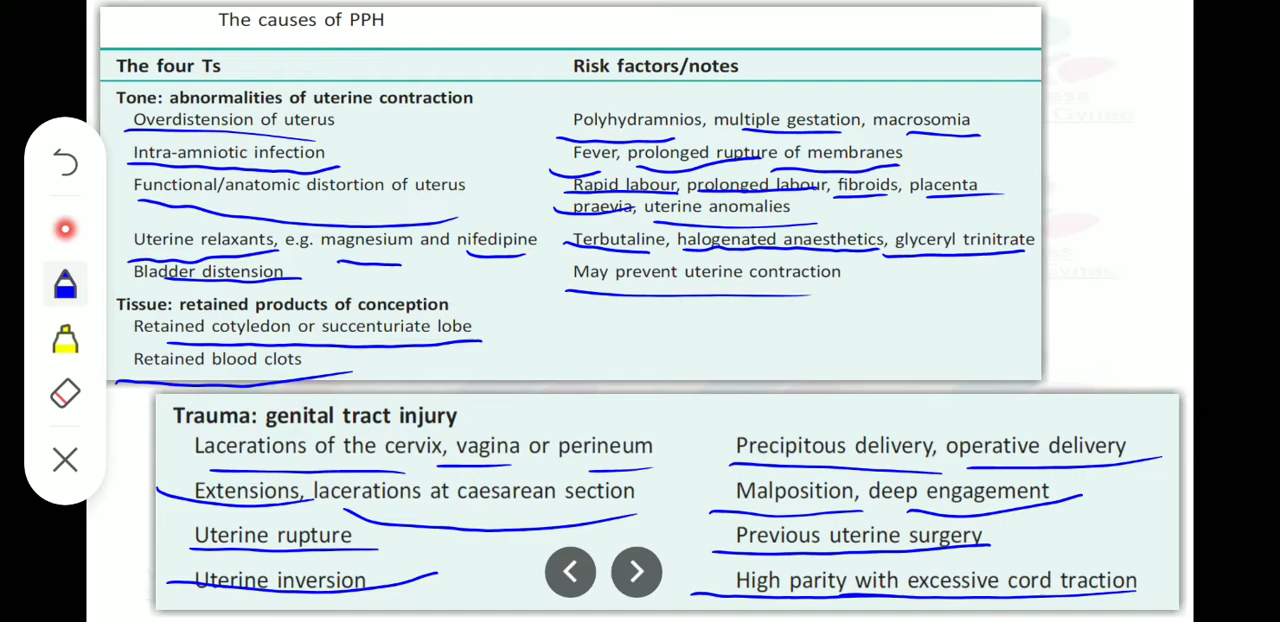 The causes of PPH
The four Ts Risk factors/notes
Tone: abnormalities of uterine contraction
Overdistension of uterus Polyhydramnios, multiple gestation, macrosomia
Intra-amniotic infection Fever, prolonged rupture of membranes
Functional/anatomic distortion of uterus Rapid labour, prolonged labour, fibroids, placenta
praevia, uterine anomalies
Uterine relaxants, e.g. magnesium and nifedipine Terbutaline, halogenated anaesthetics, glyceryl trinitrate
Bladder distension May prevent uterine contraction
Tissue: retained products of conception
Retained cotyledon or succenturiate lobe
Retained blood clots
Trauma: genital tract injury
Lacerations of the cervix, vagina or perineum Precipitous delivery, operative delivery
Extensions, lacerations at caesarean section Malposition, deep engagement
Uterine rupture Previous uterine surgery
Uterine inversion High parity with excessive cord traction